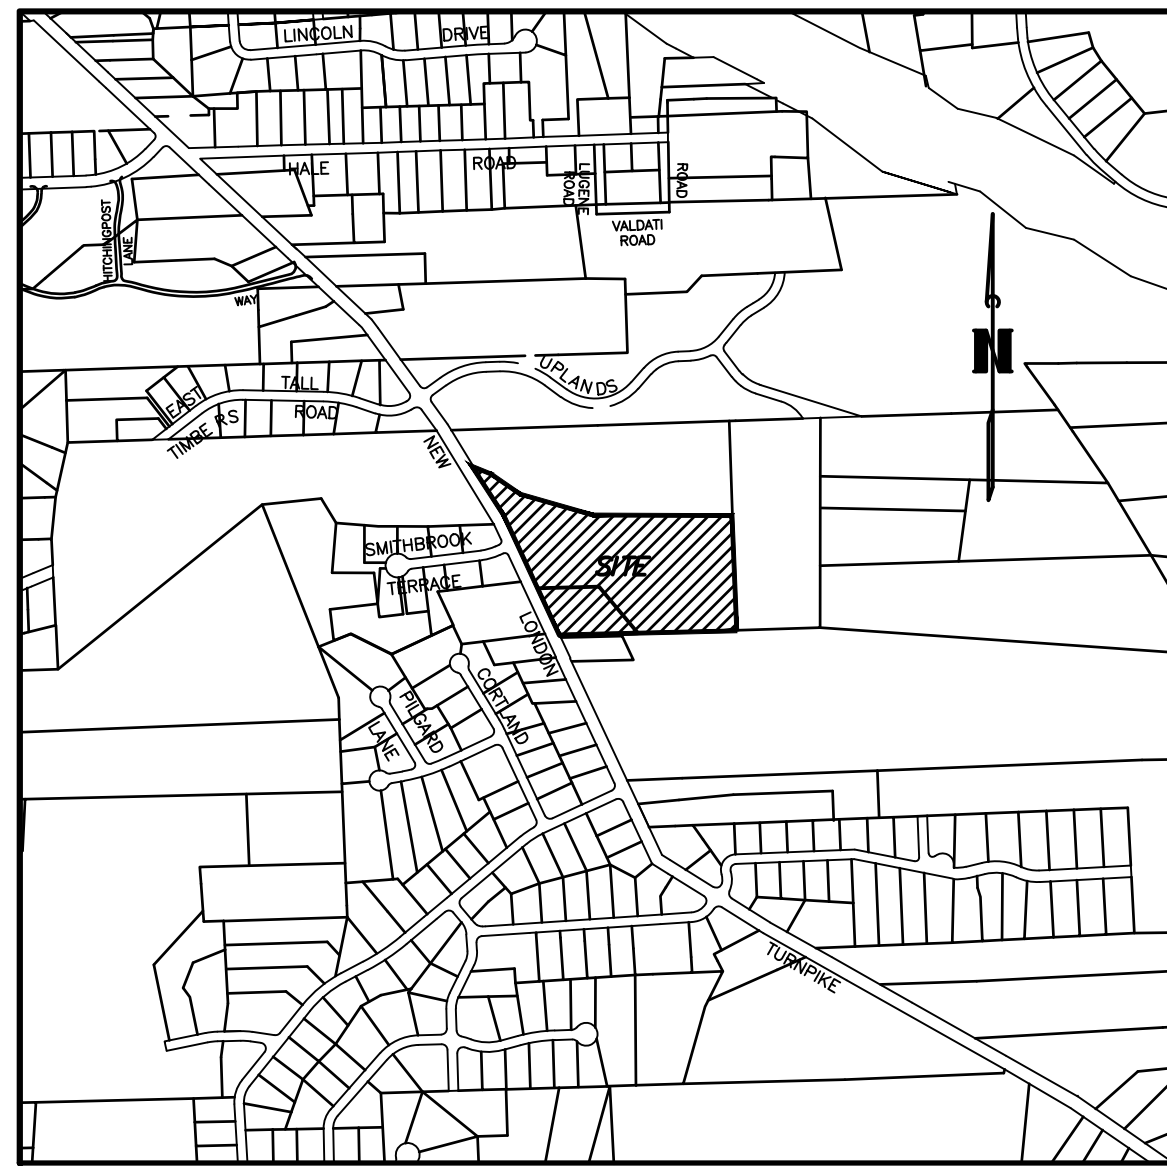 LINCOLN DRIVE
HALE ROAD
LUGENE
ROAD
ROAD
VALDATI
ROAD
HITCHINGPOST
LANE
WAY
N
UPLANDS
EAST
TALL
TIMBERS
ROAD
NEW
SMITHBROOK
TERRACE
SITE
LONDON
CORTLAND
PILGARD
LANE
TURNPIKE